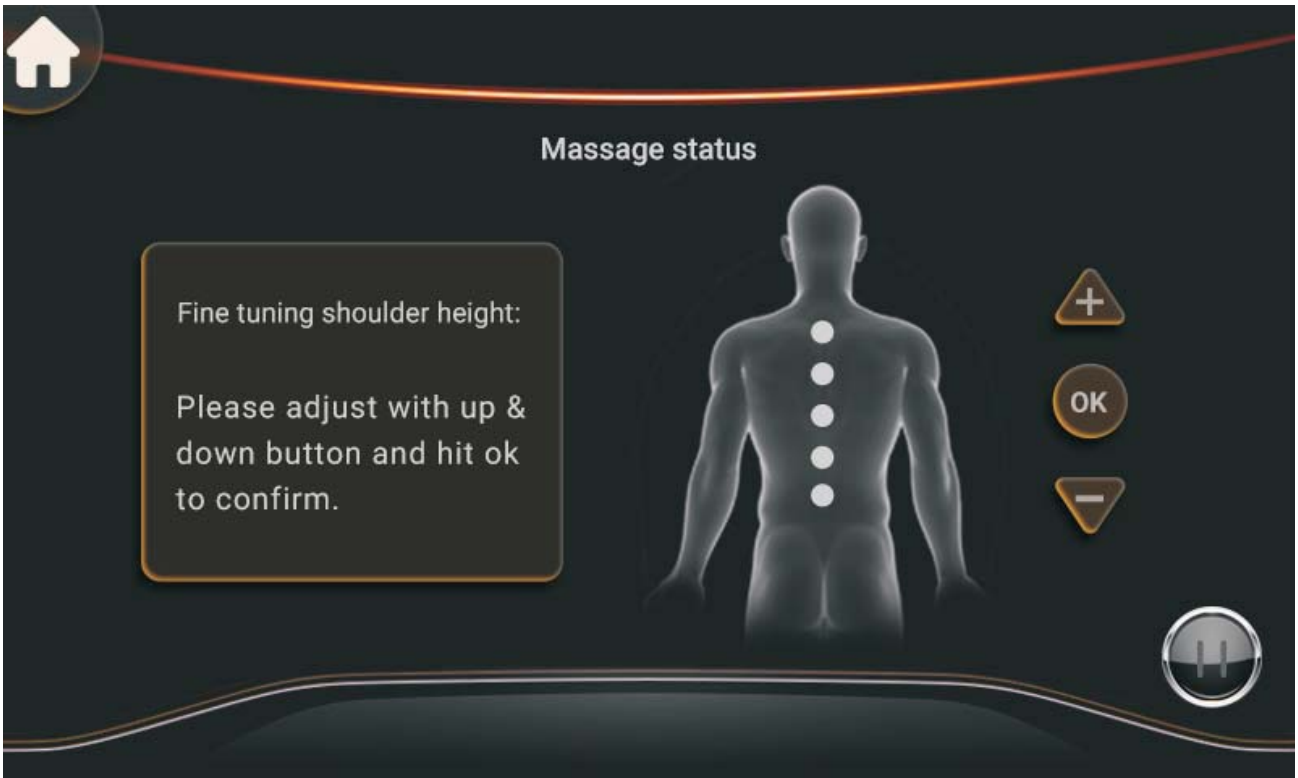 Massage status
Fine tuning shoulder height:
Please adjust with up &
down button and hit ok
to confirm.
+
OK
−